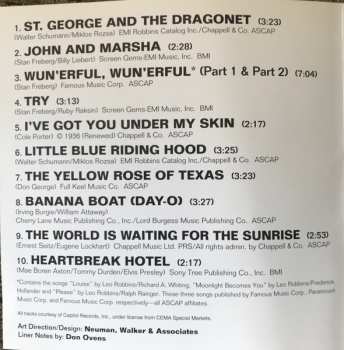 1. ST. GEORGE AND THE DRAGONET (3:23)
(Walter Schumann/Miklos Rozsa) EMI Robbins Catalog Inc./Chappell & Co. ASCAP
2. JOHN AND MARSHA (2:28)
(Stan Freberg/Billy Liebert) Screen Gems-EMI Music, Inc. BMI
3. WUN'ERFUL, WUN'ERFUL* (Part 1 & Part 2) (7:04)
(Stan Freberg) Famous Music Corp. ASCAP
4. TRY (3:13)
(Stan Freberg/Ruby Raksin) Screen Gems-EMI Music, Inc. BMI
5. I'VE GOT YOU UNDER MY SKIN (2:17)
(Cole Porter) © 1936 (Renewed) Chappell & Co. ASCAP
6. LITTLE BLUE RIDING HOOD (3:25)
(Walter Schumann/Miklos Rozsa) EMI Robbins Catalog Inc./Chappell & Co. ASCAP
7. THE YELLOW ROSE OF TEXAS (3:23)
(Don George) Full Keel Music Co. ASCAP
8. BANANA BOAT (DAY-O) (3:27)
(Irving Burgie/William Attaway)
Cherry Lane Music Publishing Co., Inc./Lord Burgess Music Publishing Co. ASCAP
9. THE WORLD IS WAITING FOR THE SUNRISE (2:53)
(Ernest Seitz/Eugene Lockhart) Chappell Music Ltd. PRS/All rights admin. by Chappell & Co. ASCAP
10. HEARTBREAK HOTEL (2:17)
(Mae Boren Axton/Tommy Durden/Elvis Presley) Sony Tree Publishing Co., Inc. BMI
*Contains the songs "Louise" by Leo Robbins/Richard A. Whiting, "Moonlight Becomes You" by Leo Robbins/Frederick
Hollander and "Please" by Leo Robbins/Ralph Rainger. Those three songs published by Famous Music Corp., Paramount
Music Corp. and Famous Music Corp. respectively—all ASCAP affiliates.
All tracks courtesy of Capitol Records, Inc., under license from CEMA Special Markets.
Art Direction/Design: Neuman, Walker & Associates
Liner Notes by: Don Ovens